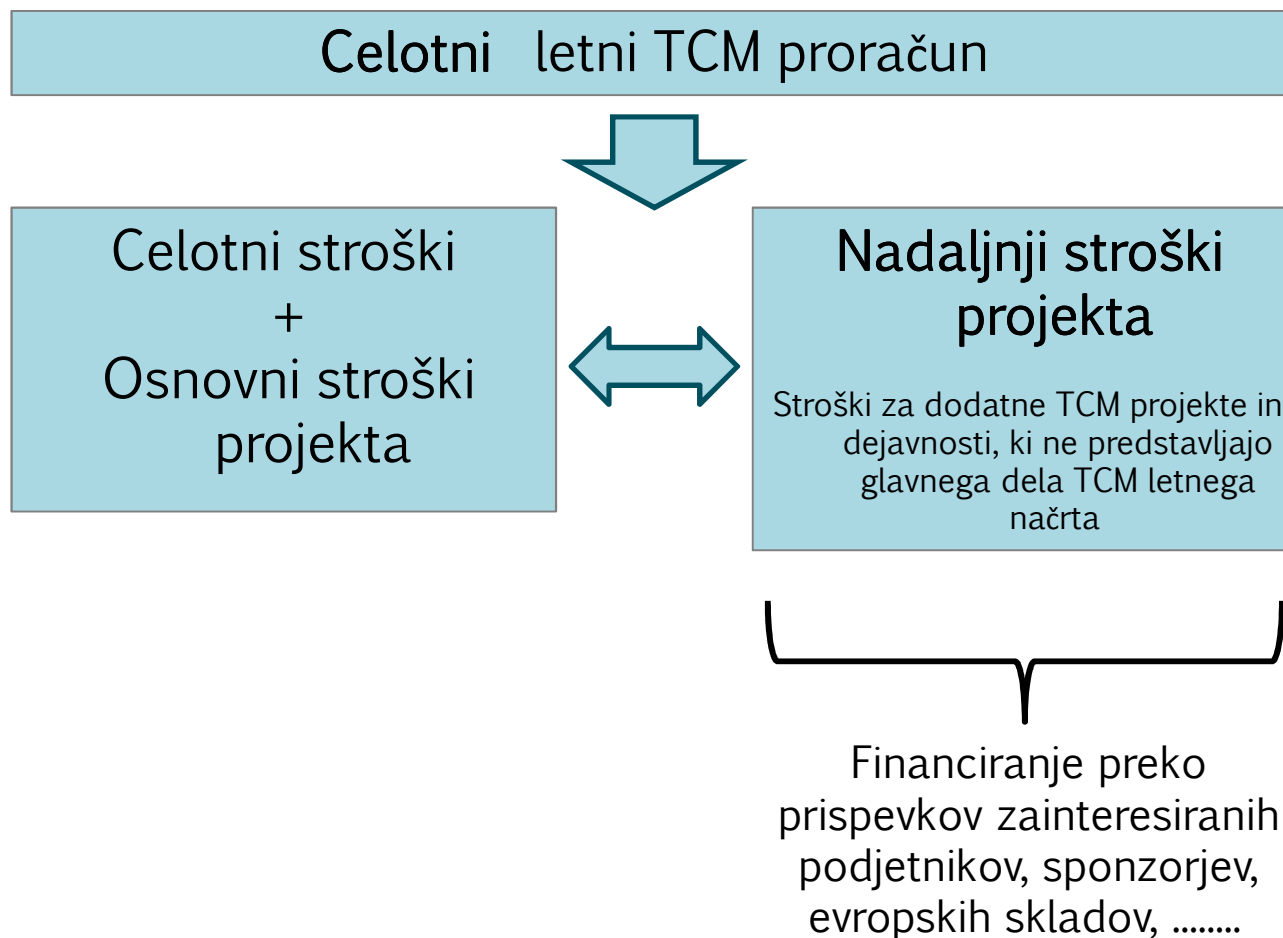 Celotni letni TCM proračun
Celotni stroški
+
Osnovni stroški
projekta
Nadaljnji stroški
projekta
Stroški za dodatne TCM projekte in
dejavnosti, ki ne predstavljajo
glavnega dela TCM letnega
načrta
Financiranje preko
prispevkov zainteresiranih
podjetnikov, sponzorjev,
evropskih skladov, ........